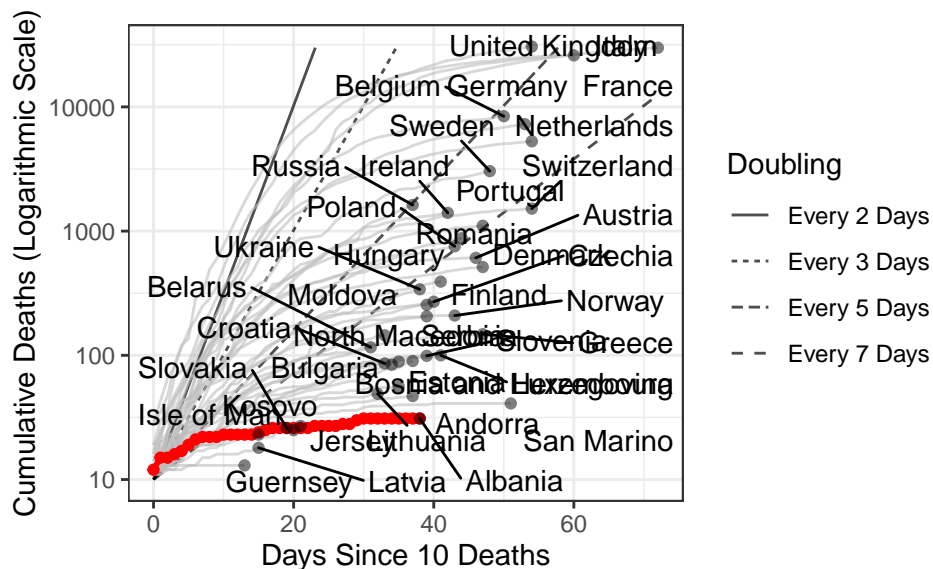 Cumulative Deaths (Logarithmic Scale)
10000
1000
100
10
United Kingdom
Italy
Belgium
Germany
France
Sweden
Netherlands
Russia
Ireland
Switzerland
Portugal
Poland
Austria
Romania
Ukraine
Hungary
Denmark
Czechia
Belarus
Moldova
Finland
Norway
Croatia
North Macedonia
Serbia
Slovenia
Greece
Slovakia
Bulgaria
Bosnia and Herzegovina
Estonia
Luxembourg
Isle of Man
Kosovo
Andorra
Jersey
Lithuania
San Marino
Guernsey
Latvia
Albania
0
20
40
60
Days Since 10 Deaths
Doubling
Every 2 Days
Every 3 Days
Every 5 Days
Every 7 Days